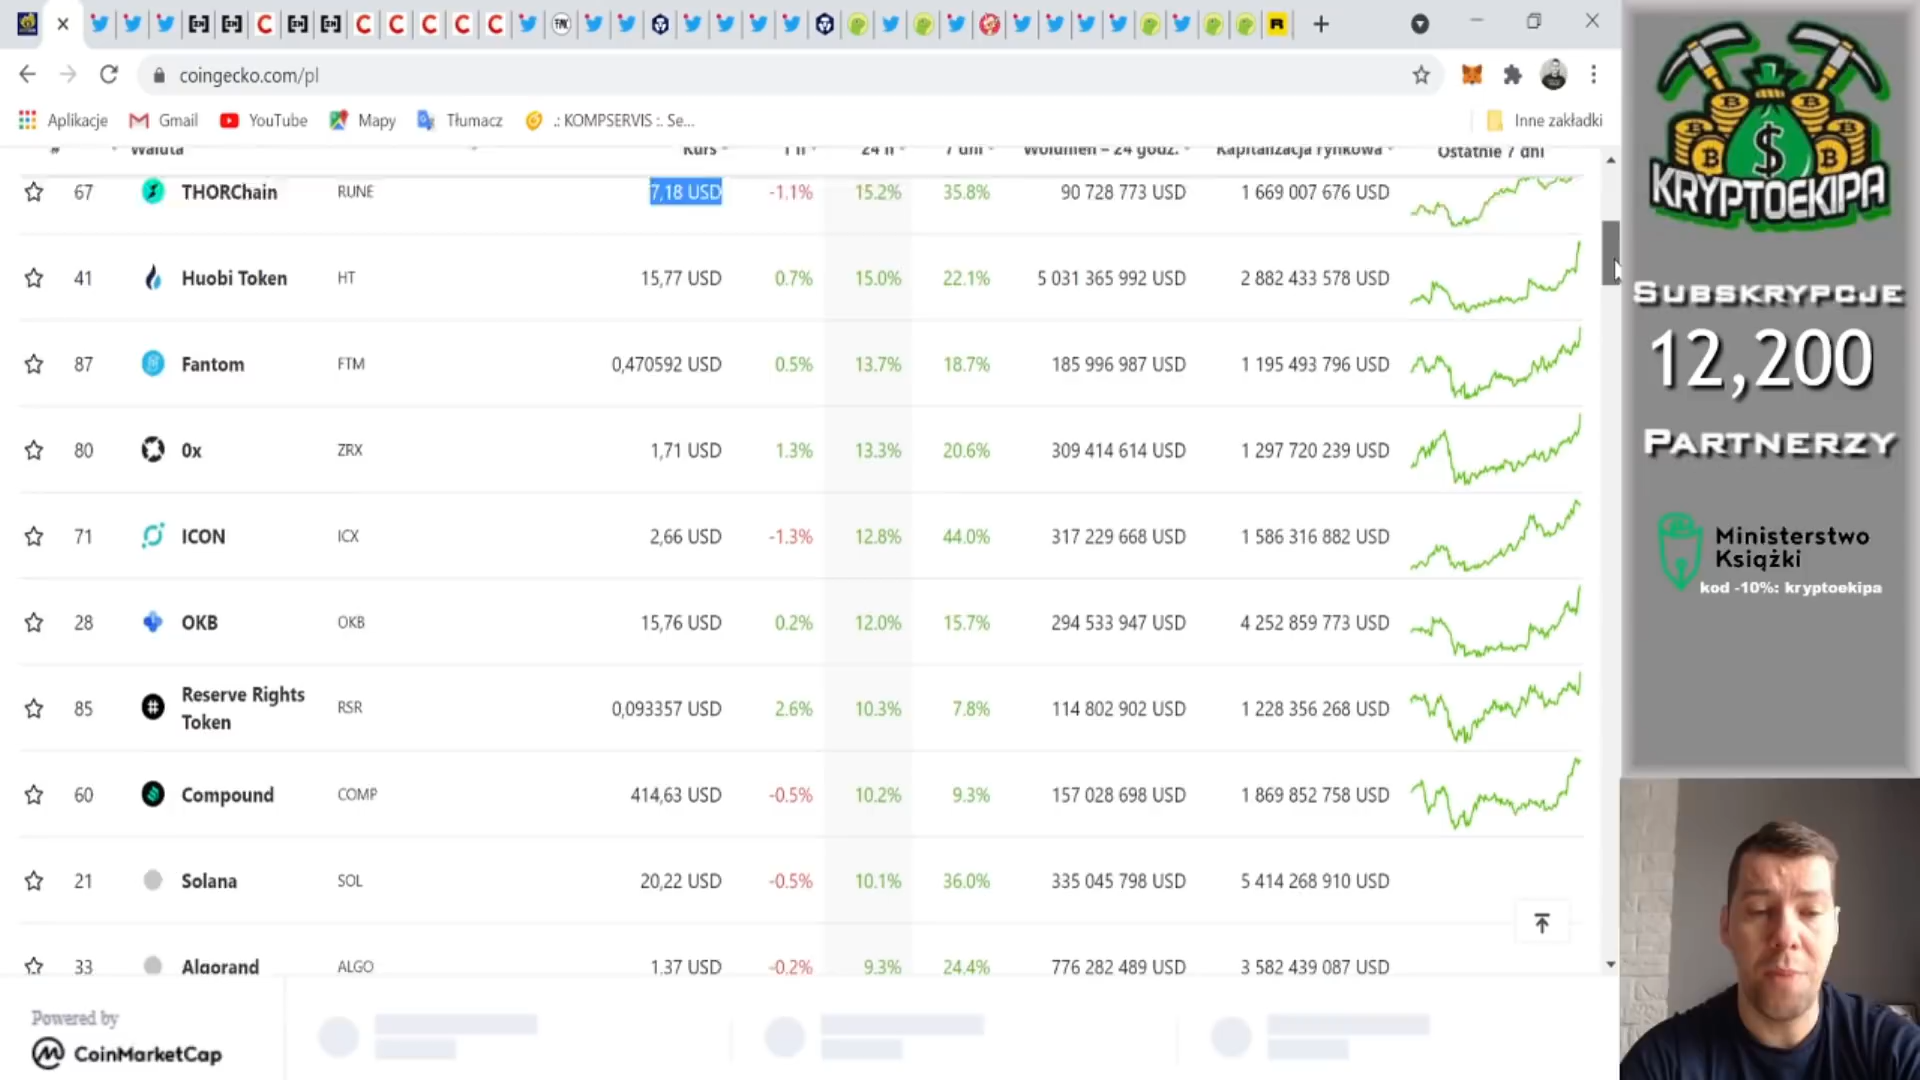 coingecko.com/pl
Aplikacje Gmail YouTube Mapy Tłumacz .: KOMPSERVIS :. Se... Inne zakładki
# Waluta Kurs 1 h 24 h 7 dni Wolumen – 24 godz. Kapitalizacja rynkowa Ostatnie 7 dni
67 THORChain RUNE 7,18 USD -1.1% 15.2% 35.8% 90 728 773 USD 1 669 007 676 USD
41 Huobi Token HT 15,77 USD 0.7% 15.0% 22.1% 5 031 365 992 USD 2 882 433 578 USD
87 Fantom FTM 0,470592 USD 0.5% 13.7% 18.7% 185 996 987 USD 1 195 493 796 USD
80 0x ZRX 1,71 USD 1.3% 13.3% 20.6% 309 414 614 USD 1 297 720 239 USD
71 ICON ICX 2,66 USD -1.3% 12.8% 44.0% 317 229 668 USD 1 586 316 882 USD
28 OKB OKB 15,76 USD 0.2% 12.0% 15.7% 294 533 947 USD 4 252 859 773 USD
85 Reserve Rights Token RSR 0,093357 USD 2.6% 10.3% 7.8% 114 802 902 USD 1 228 356 268 USD
60 Compound COMP 414,63 USD -0.5% 10.2% 9.3% 157 028 698 USD 1 869 852 758 USD
21 Solana SOL 20,22 USD -0.5% 10.1% 36.0% 335 045 798 USD 5 414 268 910 USD
33 Algorand ALGO 1,37 USD -0.2% 9.3% 24.4% 776 282 489 USD 3 582 439 087 USD
Powered by
CoinMarketCap
KRYPTOEKIPA
SUBSKRYPCJE
12,200
PARTNERZY
Ministerstwo
Książki
kod -10%: kryptoekipa